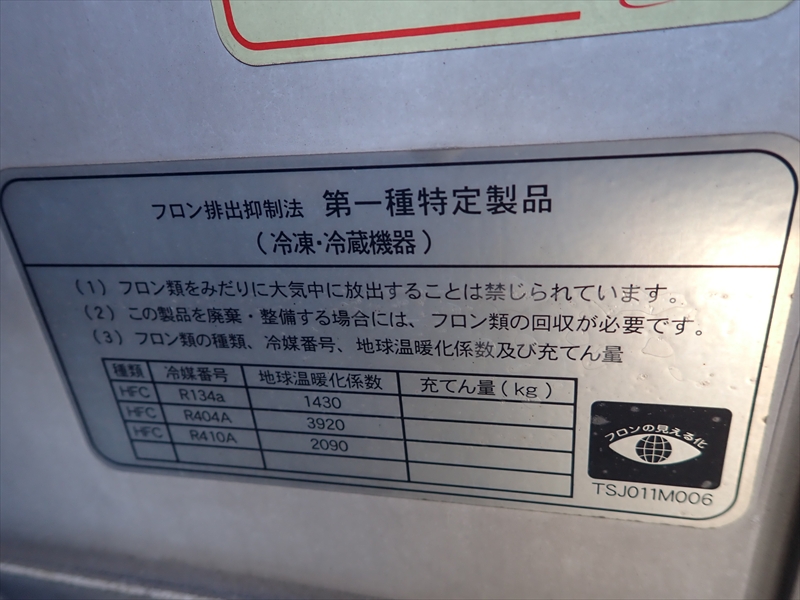 フロン排出抑制法 第一種特定製品
(冷凍・冷蔵機器)
(1) フロン類をみだりに大気中に放出することは禁じられています。
(2) この製品を廃棄・整備する場合には、フロン類の回収が必要です。
(3) フロン類の種類、冷媒番号、地球温暖化係数及び充てん量
種類 冷媒番号 地球温暖化係数 充てん量(kg)
HFC R134a 1430
HFC R404A 3920
HFC R410A 2090
フロンの見える化
TSJ011M006